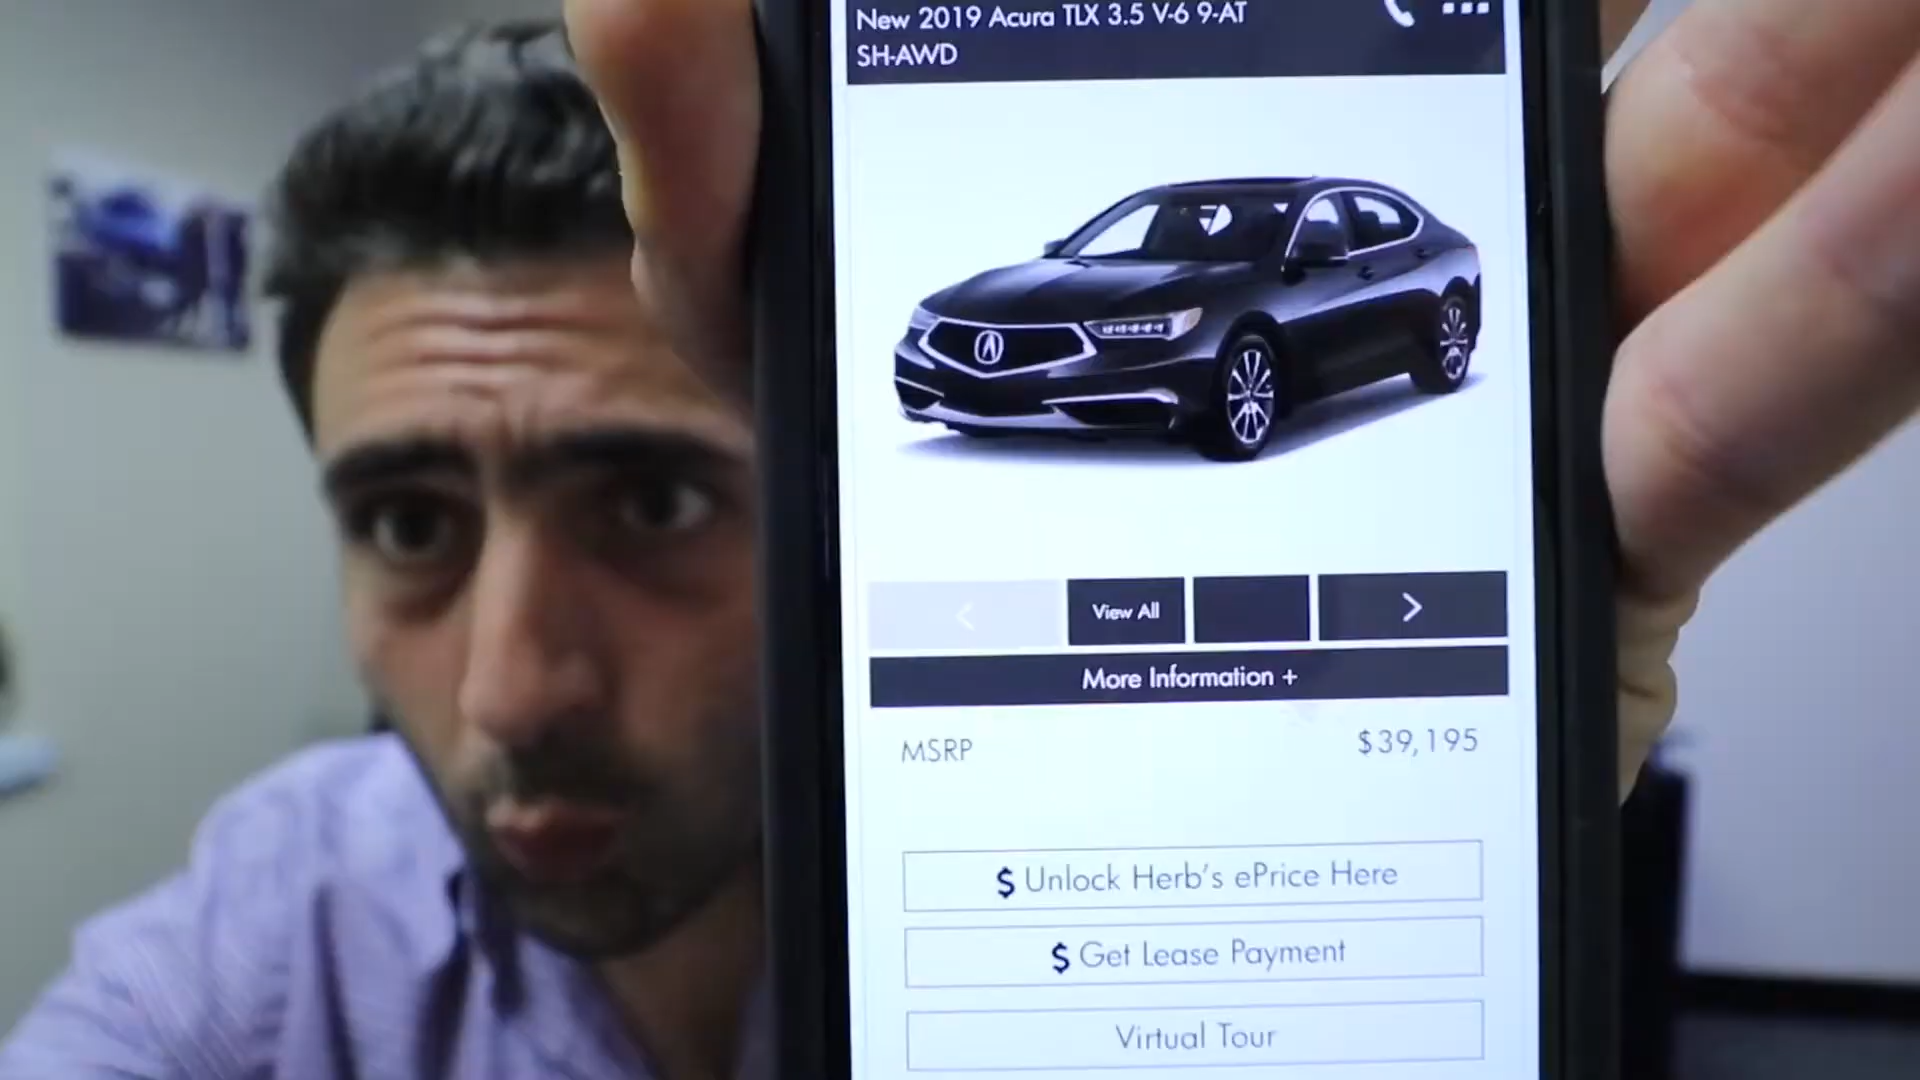 New 2019 Acura TLX 3.5 V-6 9-AT
SH-AWD
View All
More Information +
MSRP
$39,195
$ Unlock Herb's ePrice Here
$ Get Lease Payment
Virtual Tour